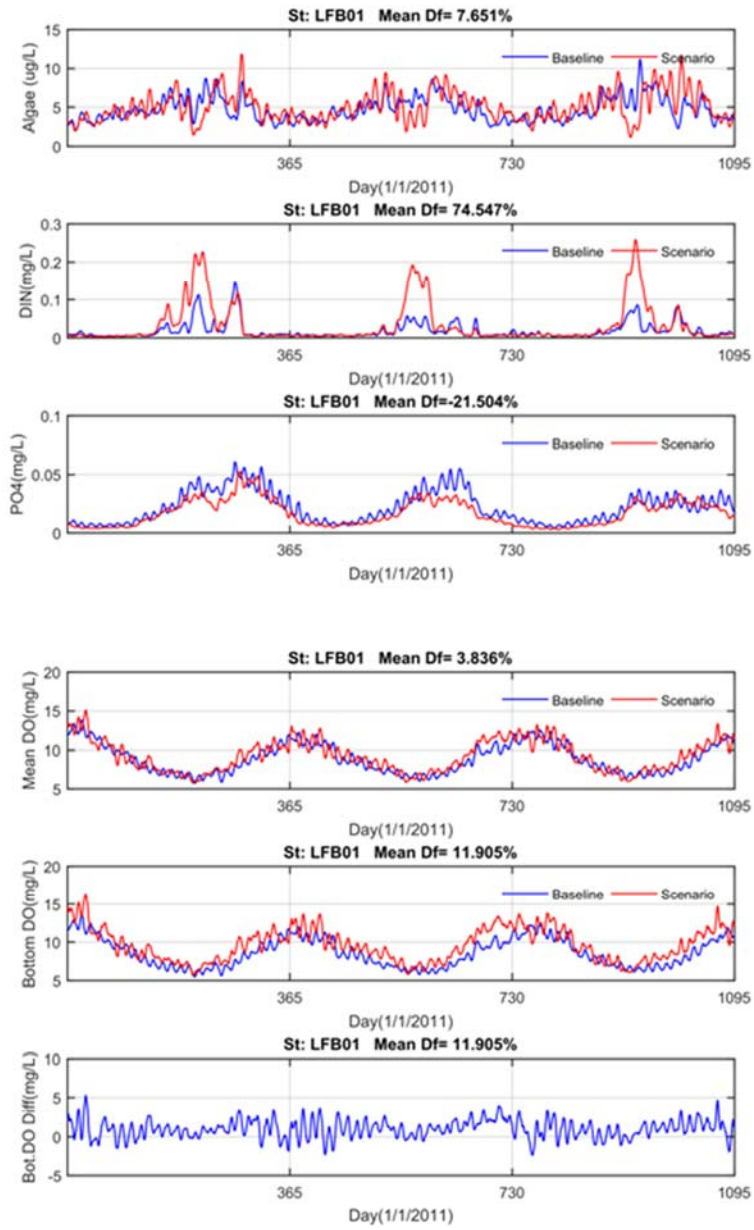 St: LFB01 Mean Df= 7.651%
15
Baseline Scenario
10
Algae (ug/L)
5
0
365 730 1095
Day(1/1/2011)
St: LFB01 Mean Df= 74.547%
0.3
Baseline Scenario
0.2
DIN(mg/L)
0.1
0
365 730 1095
Day(1/1/2011)
St: LFB01 Mean Df=-21.504%
0.1
Baseline Scenario
PO4(mg/L)
0.05
0
365 730 1095
Day(1/1/2011)
St: LFB01 Mean Df= 3.836%
20
Baseline Scenario
15
Mean DO(mg/L)
10
5
365 730 1095
Day(1/1/2011)
St: LFB01 Mean Df= 11.905%
20
Baseline Scenario
15
Bottom DO(mg/L)
10
5
365 730 1095
Day(1/1/2011)
St: LFB01 Mean Df= 11.905%
10
Bot.DO Diff(mg/L)
5
0
-5
365 730 1095
Day(1/1/2011)